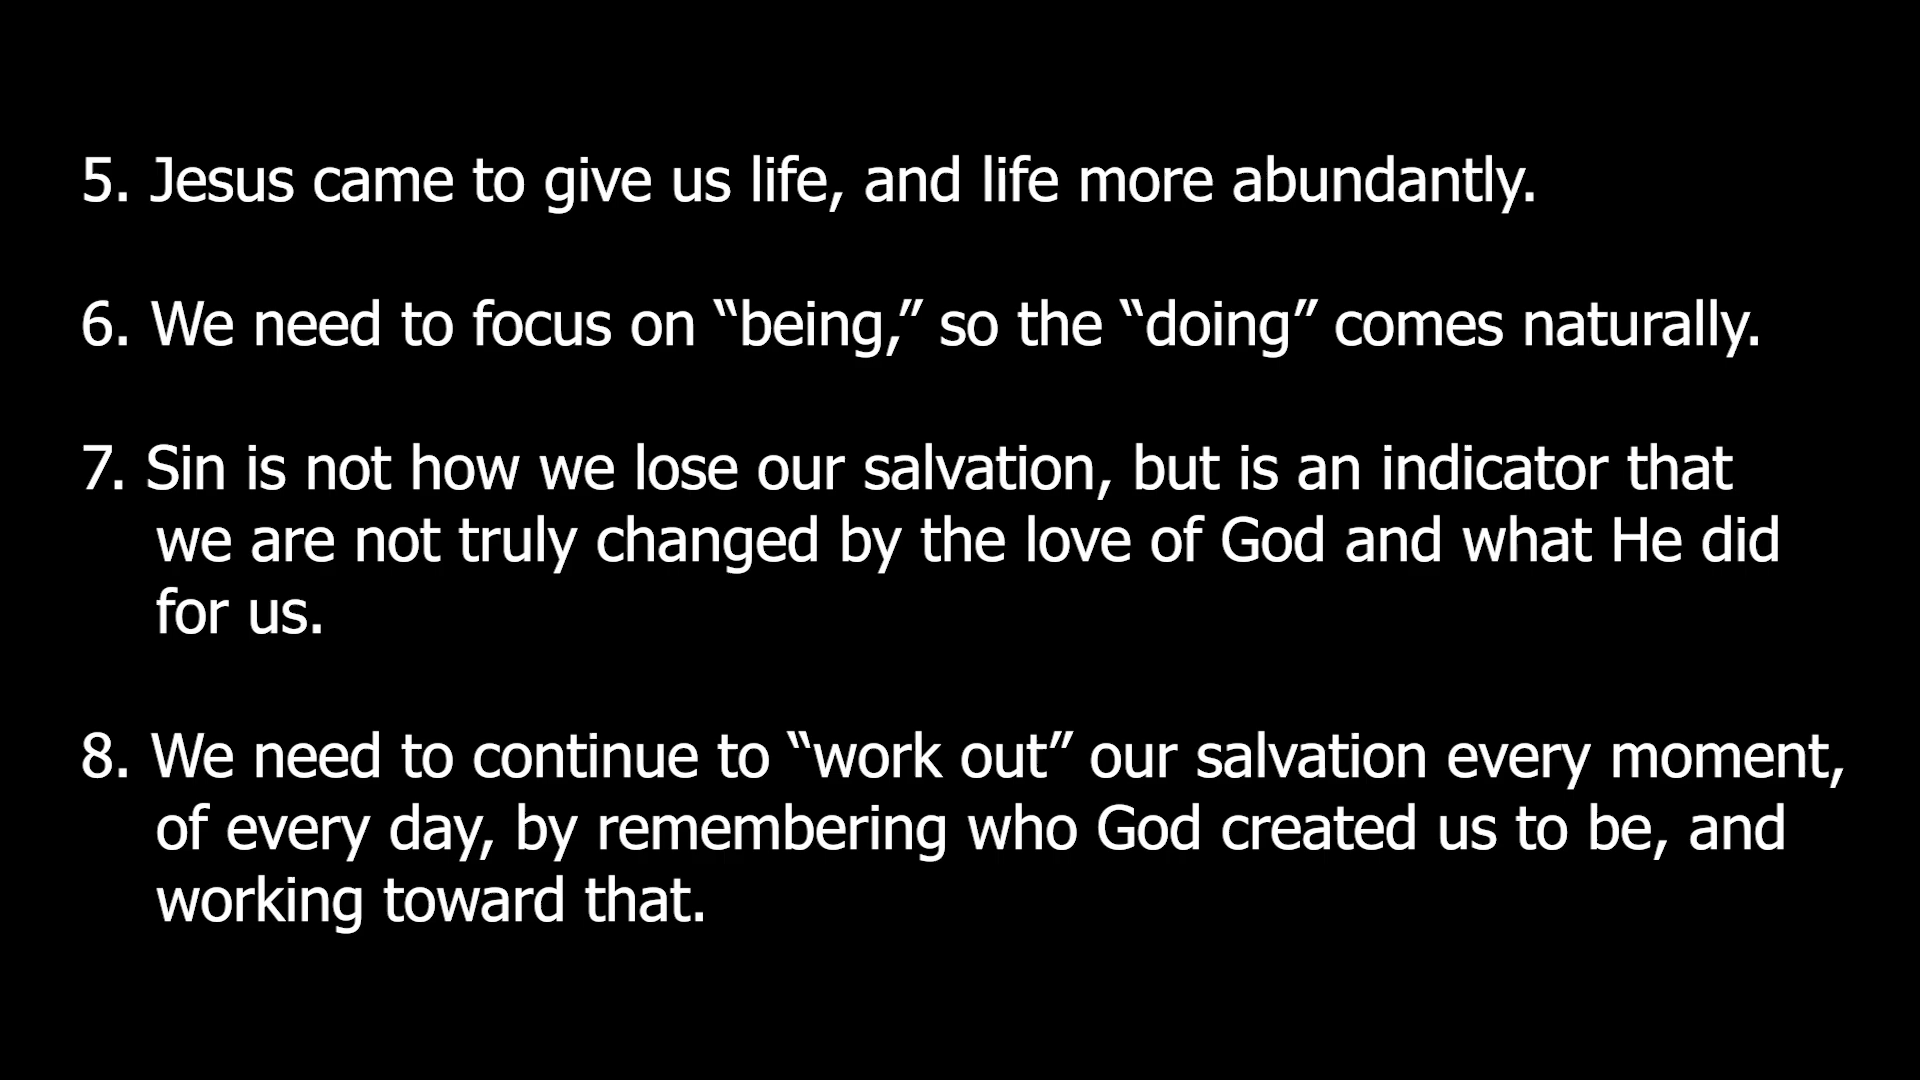 5. Jesus came to give us life, and life more abundantly.
6. We need to focus on “being,” so the “doing” comes naturally.
7. Sin is not how we lose our salvation, but is an indicator that
we are not truly changed by the love of God and what He did
for us.
8. We need to continue to “work out” our salvation every moment,
of every day, by remembering who God created us to be, and
working toward that.